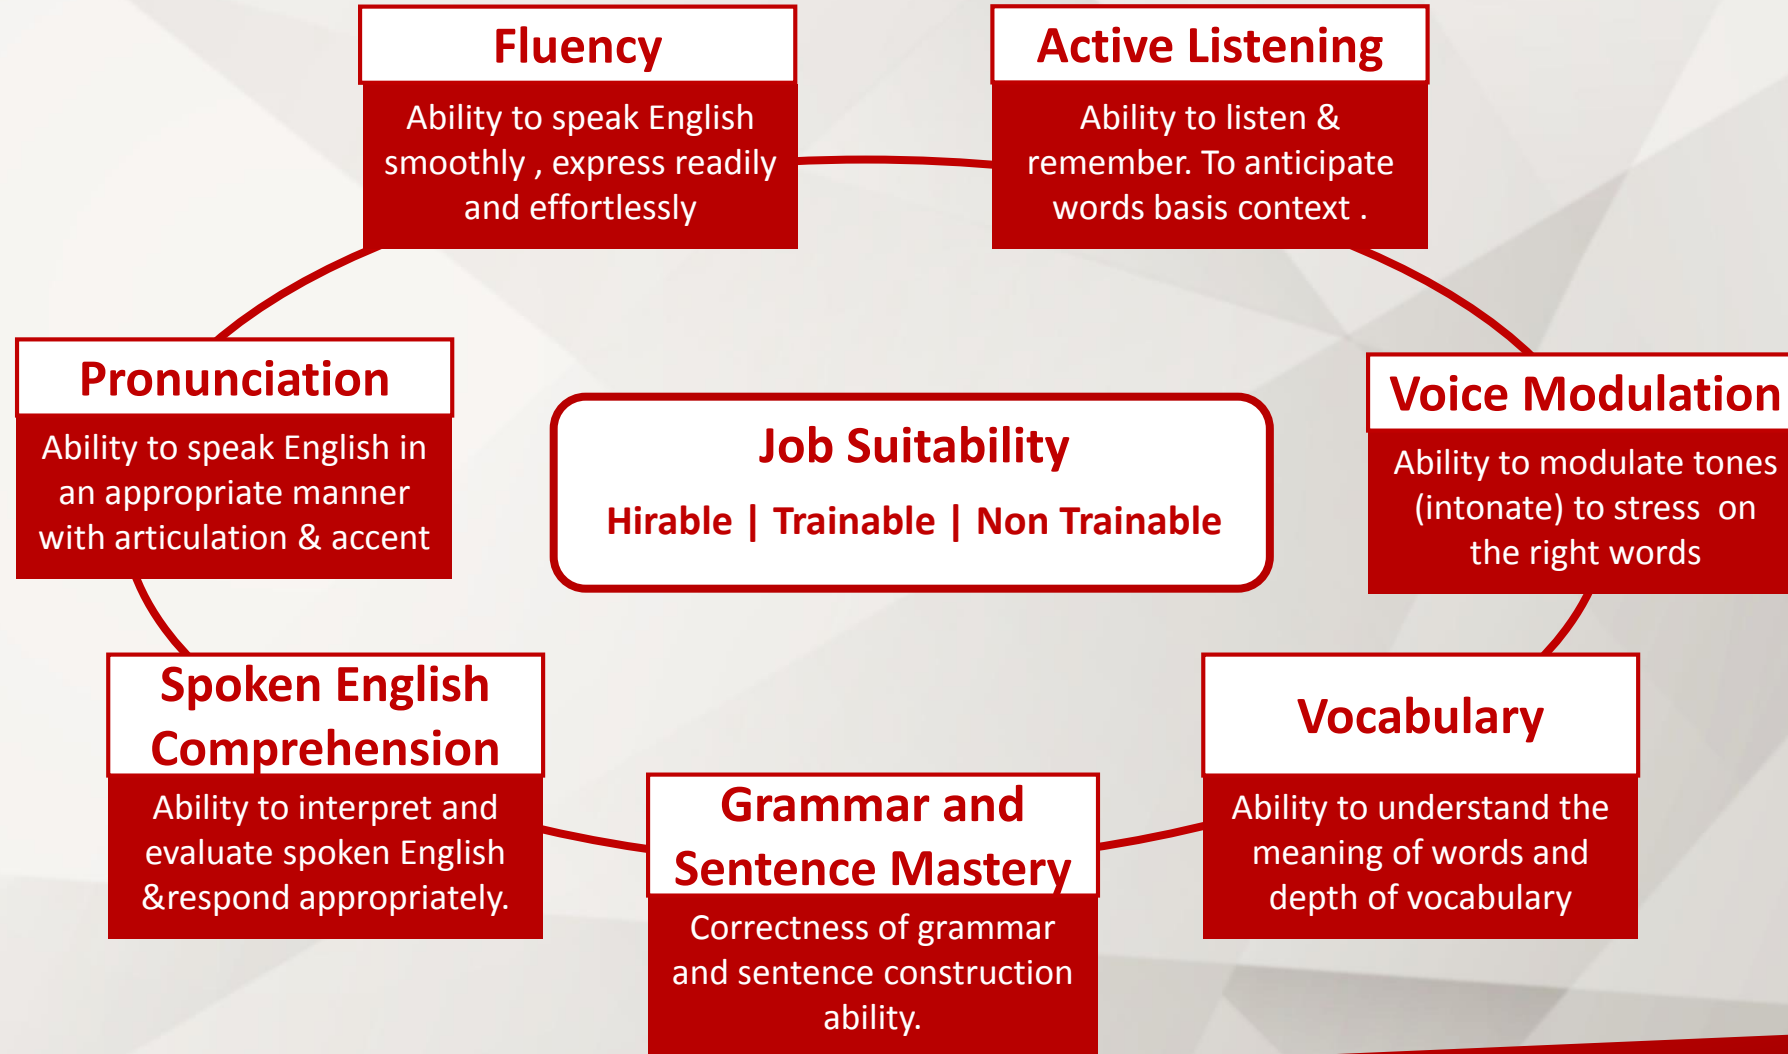 Fluency
Ability to speak English
smoothly , express readily
and effortlessly
Active Listening
Ability to listen &
remember. To anticipate
words basis context .
Pronunciation
Ability to speak English in
an appropriate manner
with articulation & accent
Job Suitability
Hirable | Trainable | Non Trainable
Voice Modulation
Ability to modulate tones
(intonate) to stress  on
the right words
Spoken English
Comprehension
Ability to interpret and
evaluate spoken English
&respond appropriately.
Grammar and
Sentence Mastery
Correctness of grammar
and sentence construction
ability.
Vocabulary
Ability to understand the
meaning of words and
depth of vocabulary